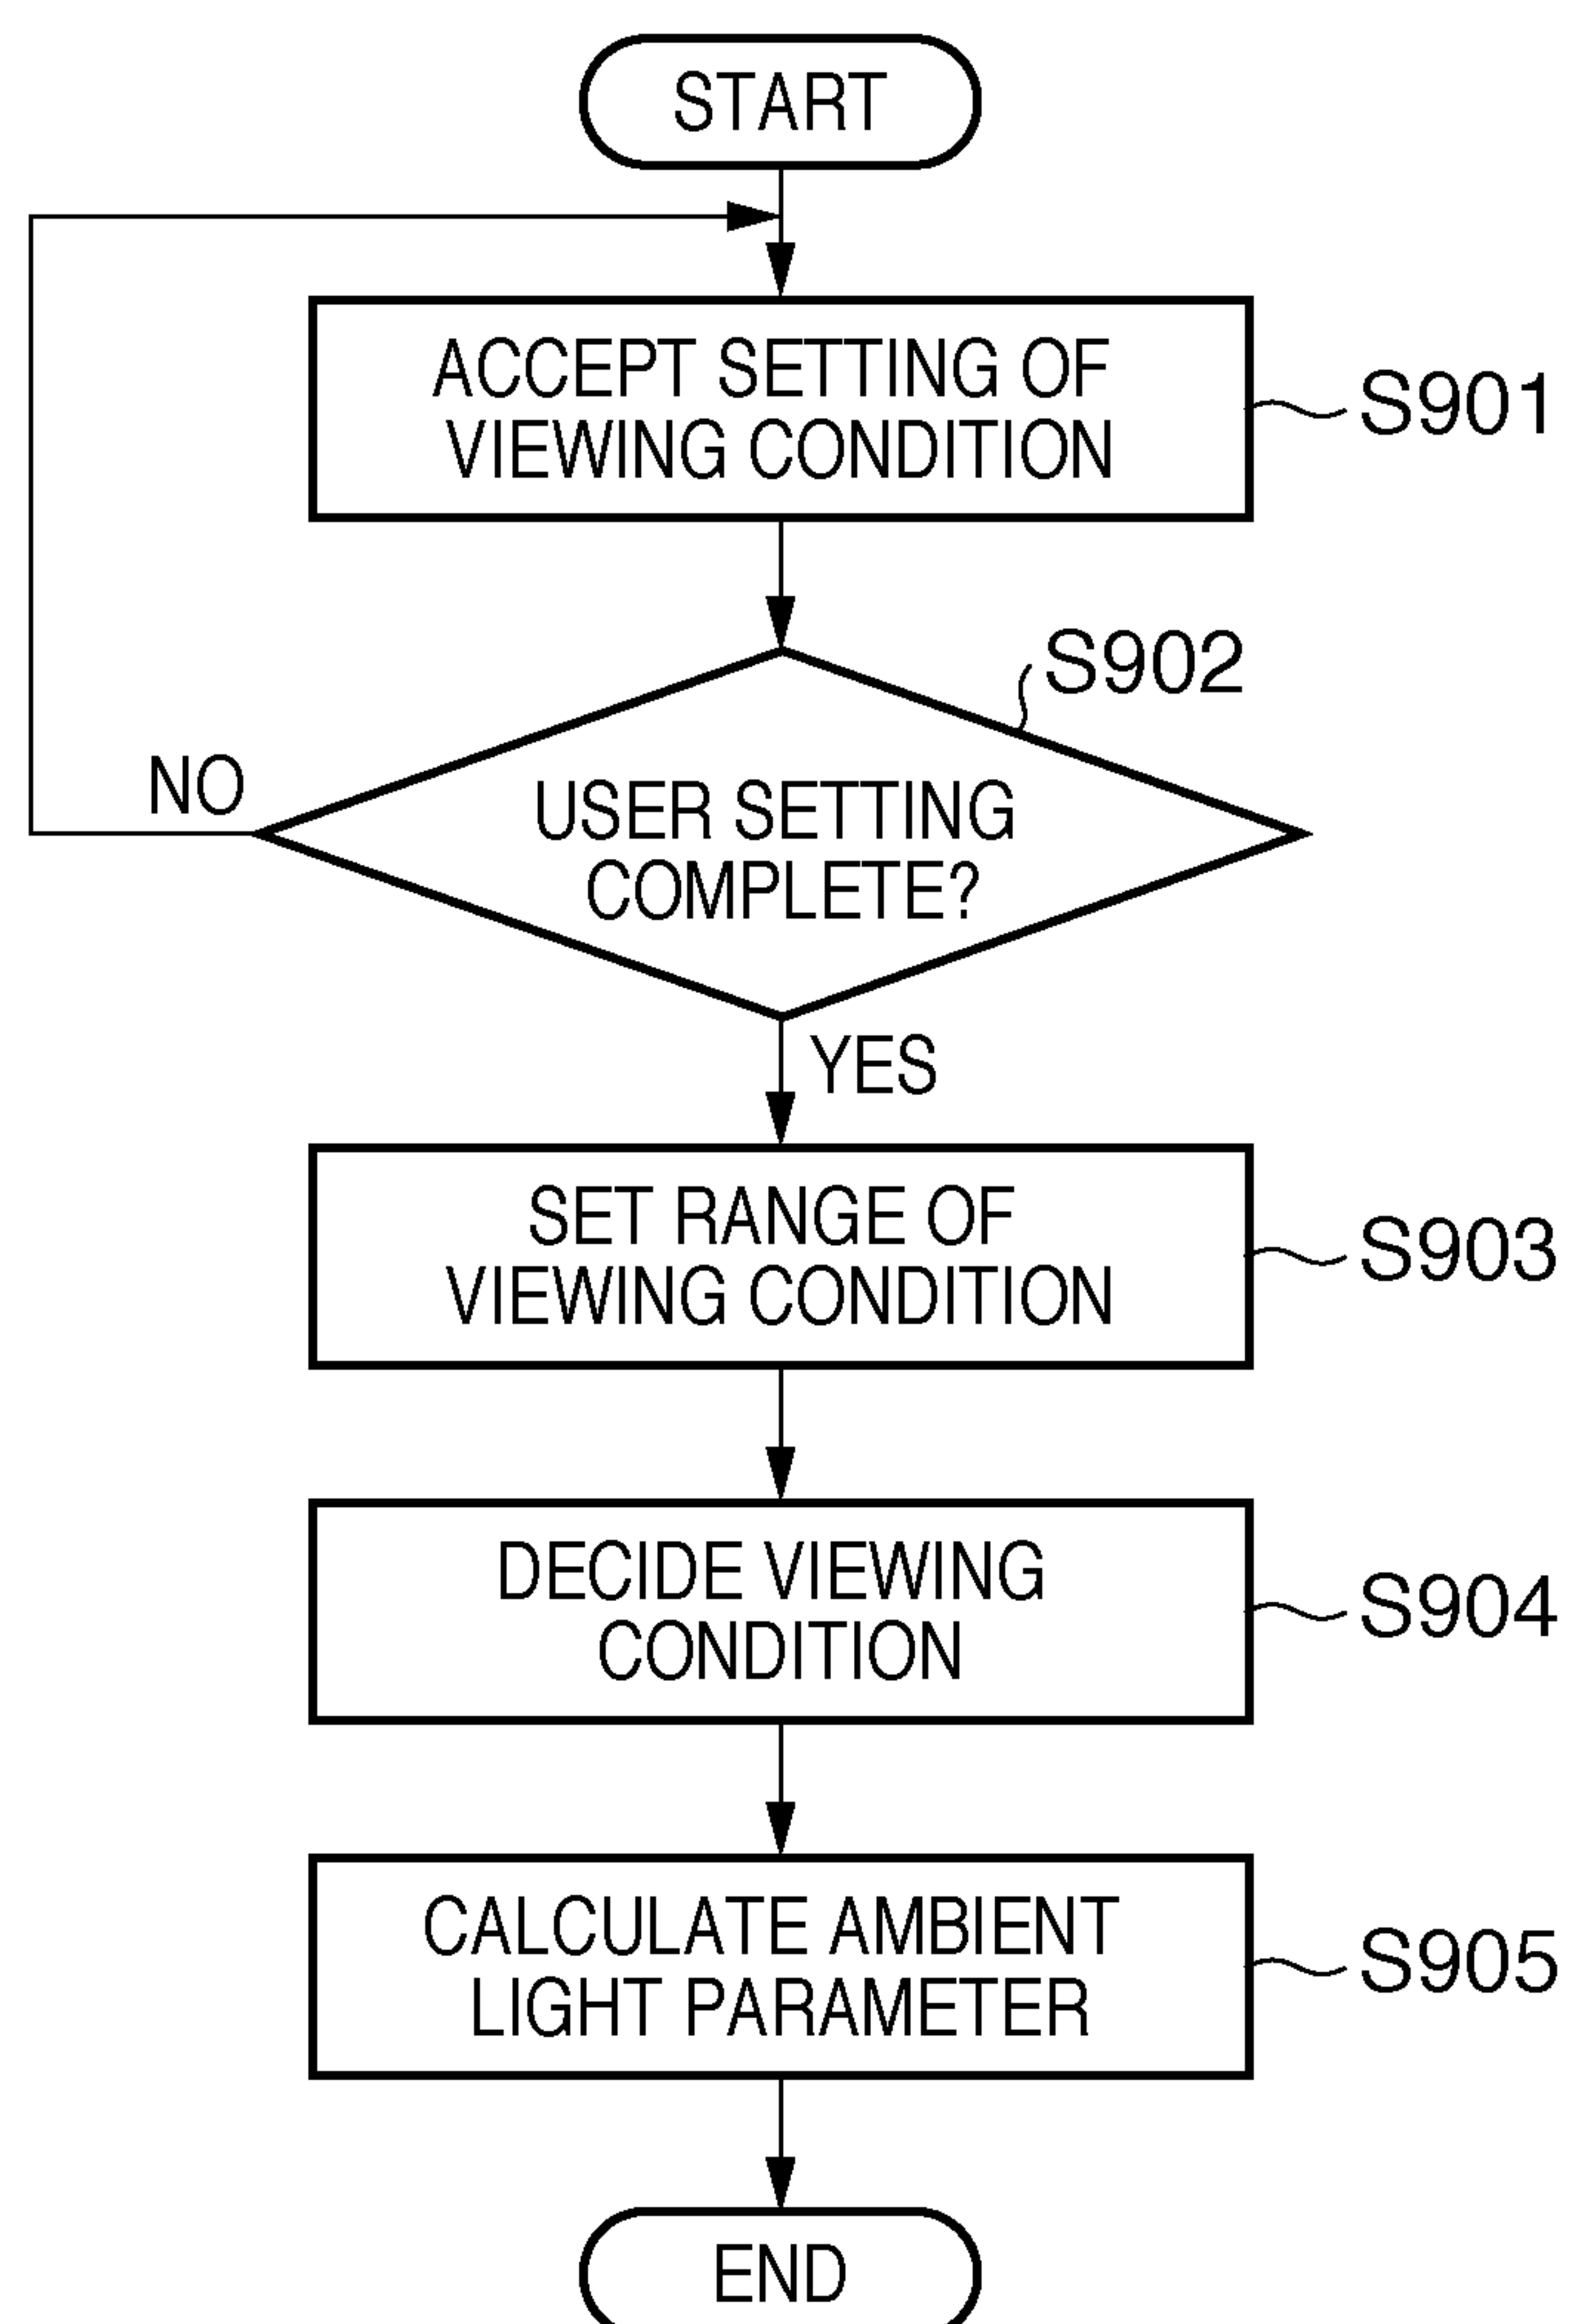 START
ACCEPT SETTING OF
VIEWING CONDITION
S901
S902
NO
USER SETTING
COMPLETE?
YES
SET RANGE OF
VIEWING CONDITION
S903
DECIDE VIEWING
CONDITION
S904
CALCULATE AMBIENT
LIGHT PARAMETER
S905
END